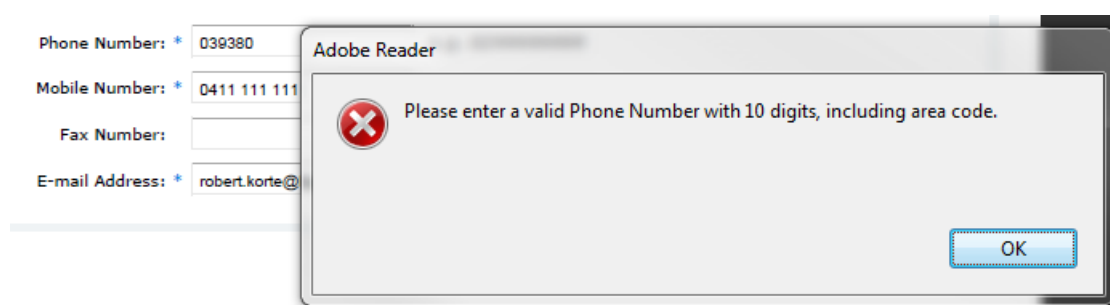 Phone Number: * 039380
Adobe Reader
Mobile Number: * 0411 111 111
Please enter a valid Phone Number with 10 digits, including area code.
Fax Number:
E-mail Address: * robert.korte@
OK